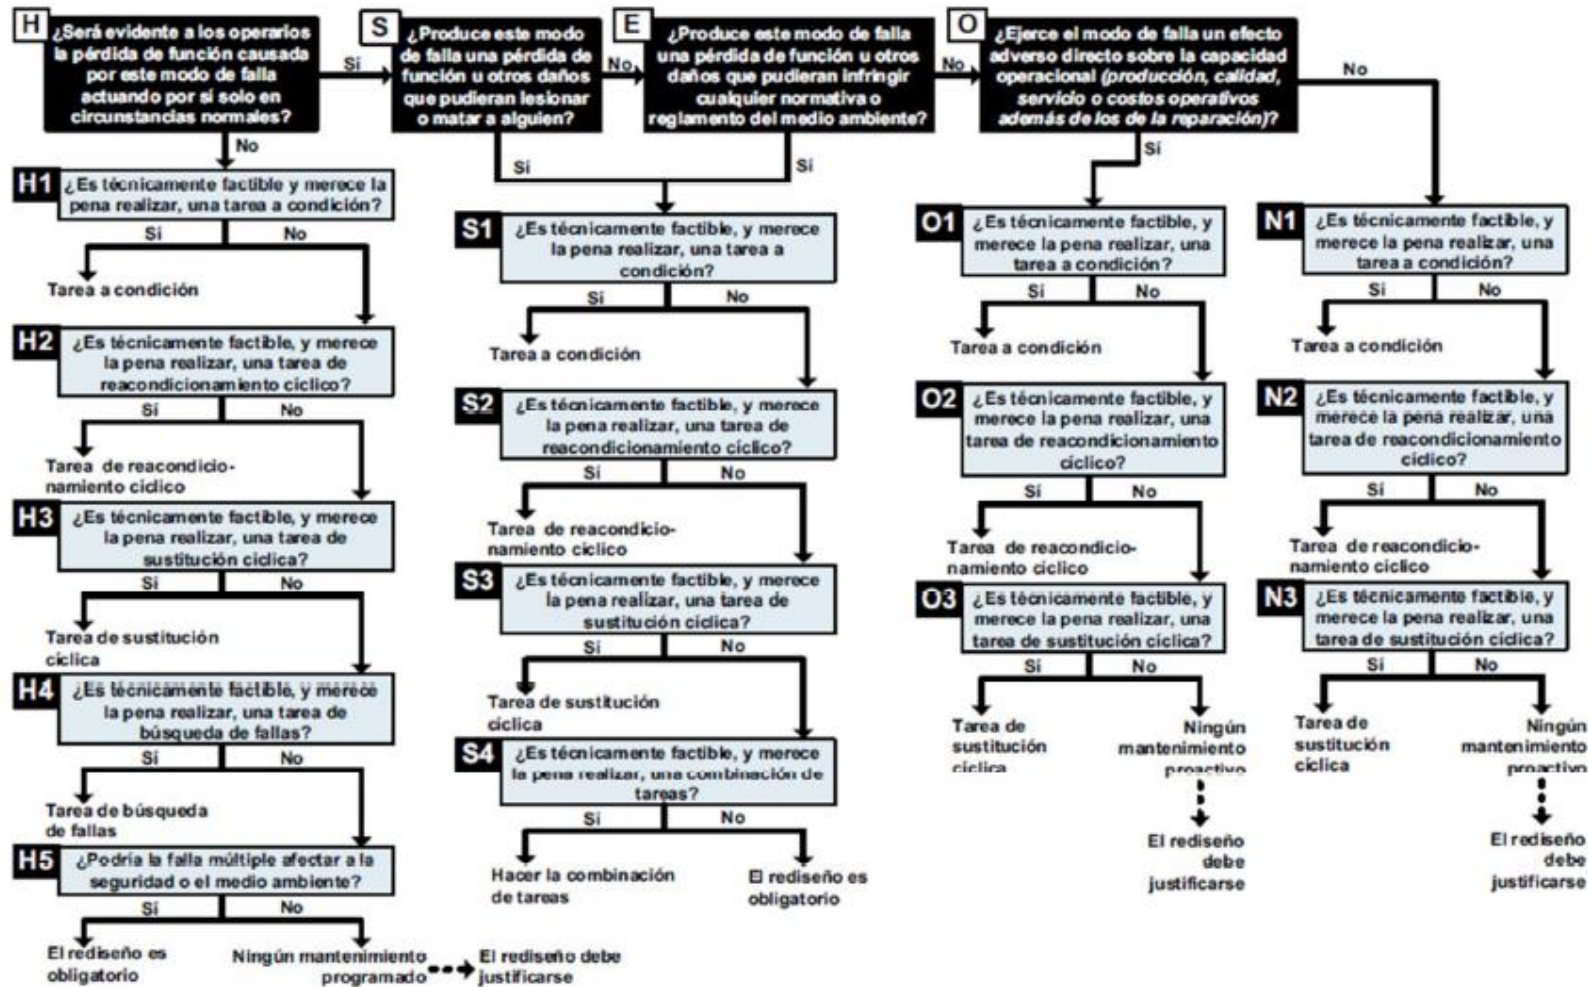 H
¿Será evidente a los operarios
la pérdida de función causada
por este modo de falla
actuando por sí solo en
circunstancias normales?
Sí
S
¿Produce este modo
de falla una pérdida de
función u otros daños
que pudieran lesionar
o matar a alguien?
No
E
¿Produce este modo de falla
una pérdida de función u otros
daños que pudieran infringir
cualquier normativa o
reglamento del medio ambiente?
No
O
¿Ejerce el modo de falla un efecto
adverso directo sobre la capacidad
operacional (producción, calidad,
servicio o costos operativos
además de los de la reparación)?
No
No
Sí
Sí
Sí
H1
¿Es técnicamente factible y merece la
pena realizar, una tarea a condición?
Sí
No
Tarea a condición
H2
¿Es técnicamente factible, y merece
la pena realizar, una tarea de
reacondicionamiento cíclico?
Sí
No
Tarea de reacondicio-
namiento cíclico
H3
¿Es técnicamente factible, y merece
la pena realizar, una tarea de
sustitución cíclica?
Sí
No
Tarea de sustitución
cíclica
H4
¿Es técnicamente factible, y merece
la pena realizar, una tarea de
búsqueda de fallas?
Sí
No
Tarea de búsqueda
de fallas
H5
¿Podría la falla múltiple afectar a la
seguridad o el medio ambiente?
Sí
No
El rediseño es
obligatorio
Ningún mantenimiento
programado
El rediseño debe
justificarse
S1
¿Es técnicamente factible, y merece
la pena realizar, una tarea a
condición?
Sí
No
Tarea a condición
S2
¿Es técnicamente factible, y merece
la pena realizar, una tarea de
reacondicionamiento cíclico?
Sí
No
Tarea de reacondicio-
namiento cíclico
S3
¿Es técnicamente factible, y merece
la pena realizar, una tarea de
sustitución cíclica?
Sí
No
Tarea de sustitución
cíclica
S4
¿Es técnicamente factible, y merece
la pena realizar, una combinación de
tareas?
Sí
No
Hacer la combinación
de tareas
El rediseño es
obligatorio
O1
¿Es técnicamente factible, y
merece la pena realizar, una
tarea a condición?
Sí
No
Tarea a condición
O2
¿Es técnicamente factible, y
merece la pena realizar, una
tarea de reacondicionamiento
cíclico?
Sí
No
Tarea de reacondicio-
namiento cíclico
O3
¿Es técnicamente factible, y
merece la pena realizar, una
tarea de sustitución cíclica?
Sí
No
Tarea de
sustitución
cíclica
Ningún
mantenimiento
proactivo
El rediseño
debe
justificarse
N1
¿Es técnicamente factible, y
merece la pena realizar, una
tarea a condición?
Sí
No
Tarea a condición
N2
¿Es técnicamente factible, y
merece la pena realizar, una
tarea de reacondicionamiento
cíclico?
Sí
No
Tarea de reacondicio-
namiento cíclico
N3
¿Es técnicamente factible, y
merece la pena realizar, una
tarea de sustitución cíclica?
Sí
No
Tarea de
sustitución
cíclica
Ningún
mantenimiento
proactivo
El rediseño
debe
justificarse